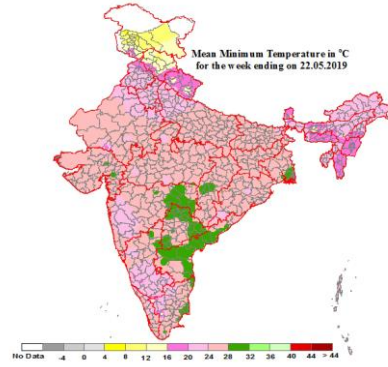 Mean Minimum Temperature in °C
for the week ending on 22.05.2019
No Data -4 0 4 8 12 16 20 24 28 32 36 40 44 > 44